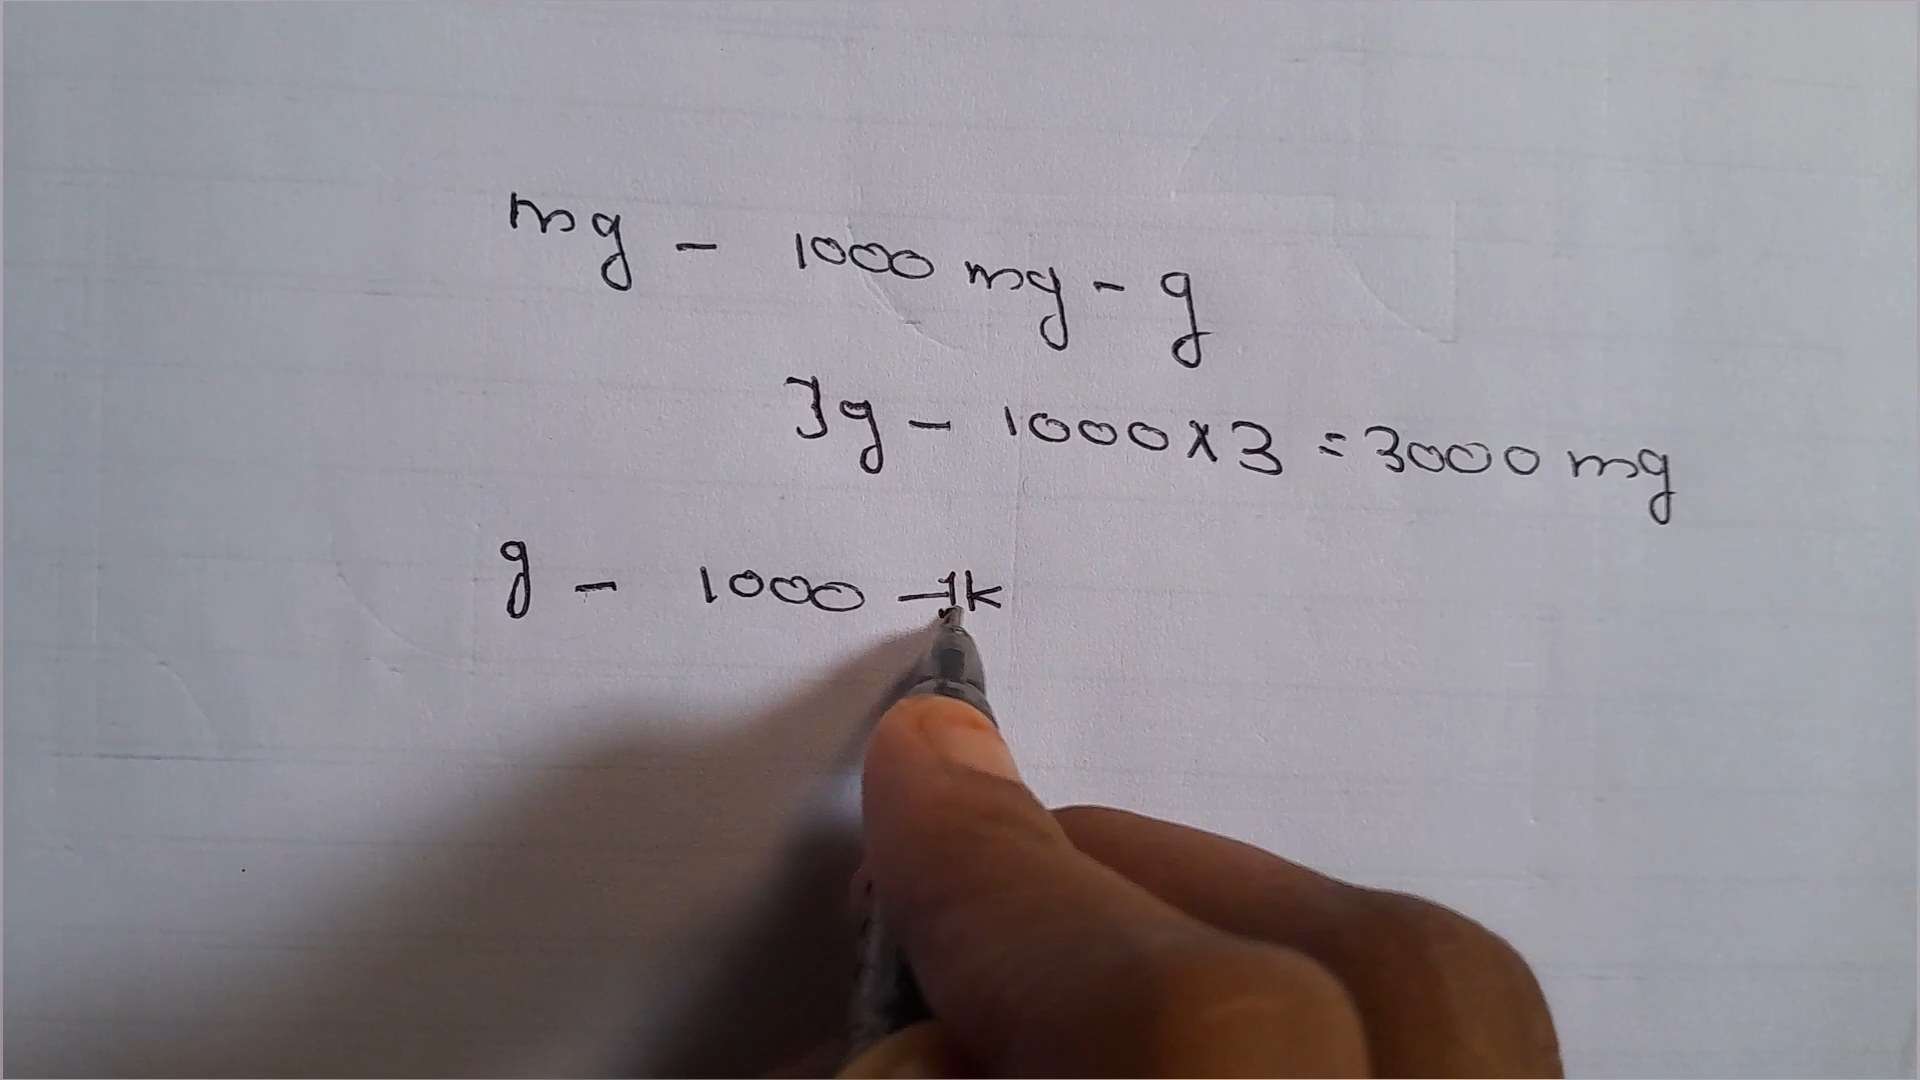 mg - 1000 mg - g
3g - 1000 x 3 = 3000 mg
g - 1000 - 1k